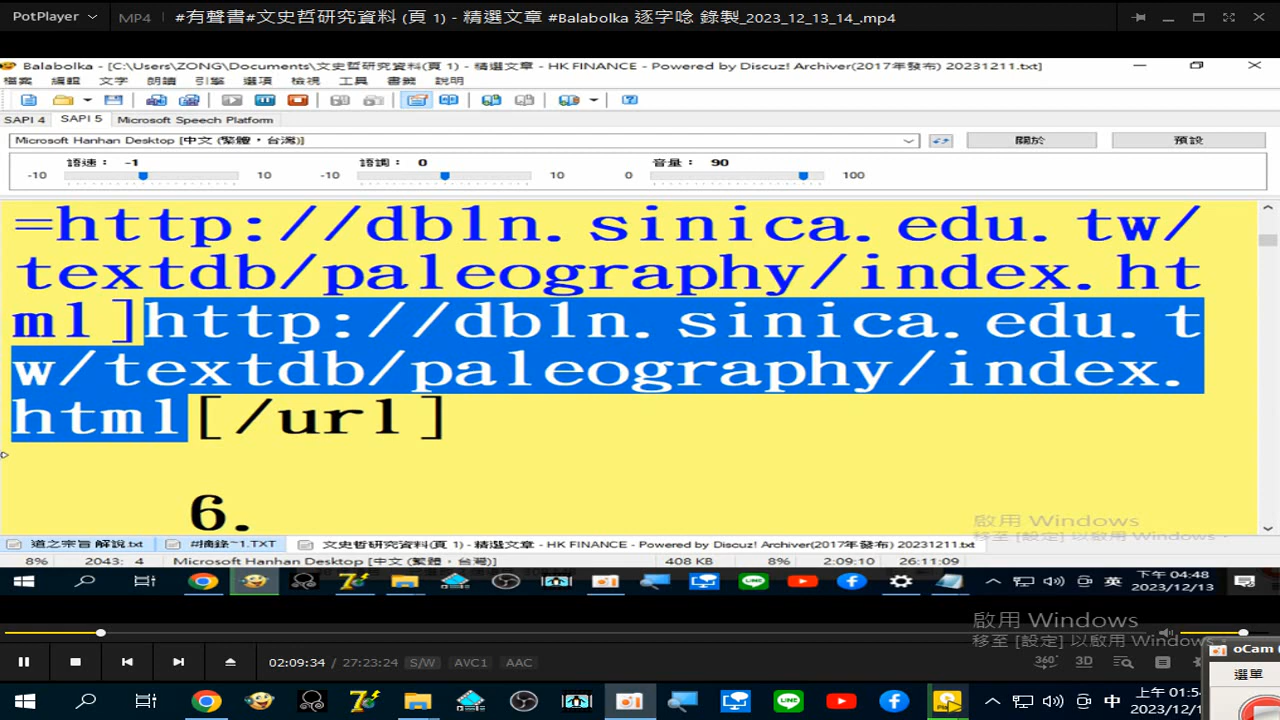 PotPlayer MP4 #有聲書#文史哲研究資料 (頁 1) - 精選文章 #Balabolka 逐字唸 錄製_2023_12_13_14_.mp4
Balabolka - [C:\Users\ZONG\Documents\文史哲研究資料(頁 1) - 精選文章 - HK FINANCE - Powered by Discuz! Archiver(2017年發布) 20231211.txt]
檔案 編輯 文字 朗讀 引擎 選項 檢視 工具 書籤 說明
SAPI 4 SAPI 5 Microsoft Speech Platform
Microsoft Hanhan Desktop [中文 (繁體，台灣)] 關於 預設
語速： -1 語調： 0 音量： 90
-10 10 -10 10 0 100
=http://dbln.sinica.edu.tw/
textdb/paleography/index.ht
ml]http://dbln.sinica.edu.t
w/textdb/paleography/index.
html[/url]
6.
啟用 Windows
移至 [設定] 以啟用 Windows。
道之宗旨 解說.txt #摘錄~1.TXT 文史哲研究資料(頁 1) - 精選文章 - HK FINANCE - Powered by Discuz! Archiver(2017年發布) 20231211.txt
8% 2043: 4 Microsoft Hanhan Desktop [中文 (繁體，台灣)] 408 KB 8% 2:09:10 26:11:09
英 下午 04:48
2023/12/13
啟用 Windows
移至 [設定] 以啟用 Windows。
02:09:34 / 27:23:24 S/W AVC1 AAC 360° 3D
oCam (
選單
中 上午 01:54
2023/12/1